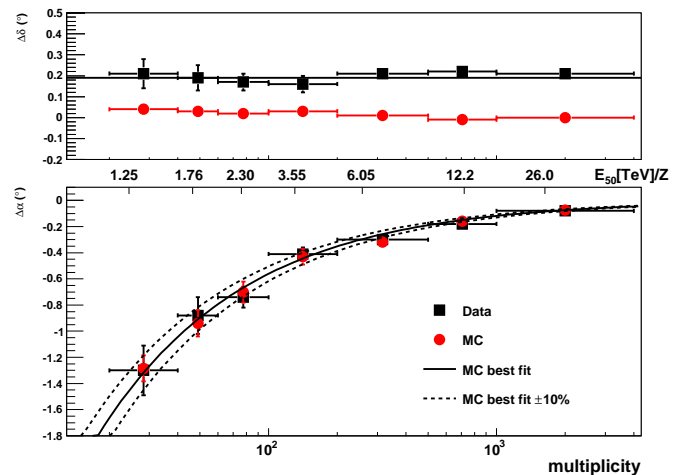 Δδ (°)
0.5
0.4
0.3
0.2
0.1
0
-0.1
-0.2
1.25 1.76 2.30 3.55 6.05 12.2 26.0 E50[TeV]/Z
Δα (°)
0
-0.2
-0.4
-0.6
-0.8
-1
-1.2
-1.4
-1.6
-1.8
Data
MC
MC best fit
MC best fit ±10%
10² 10³
multiplicity